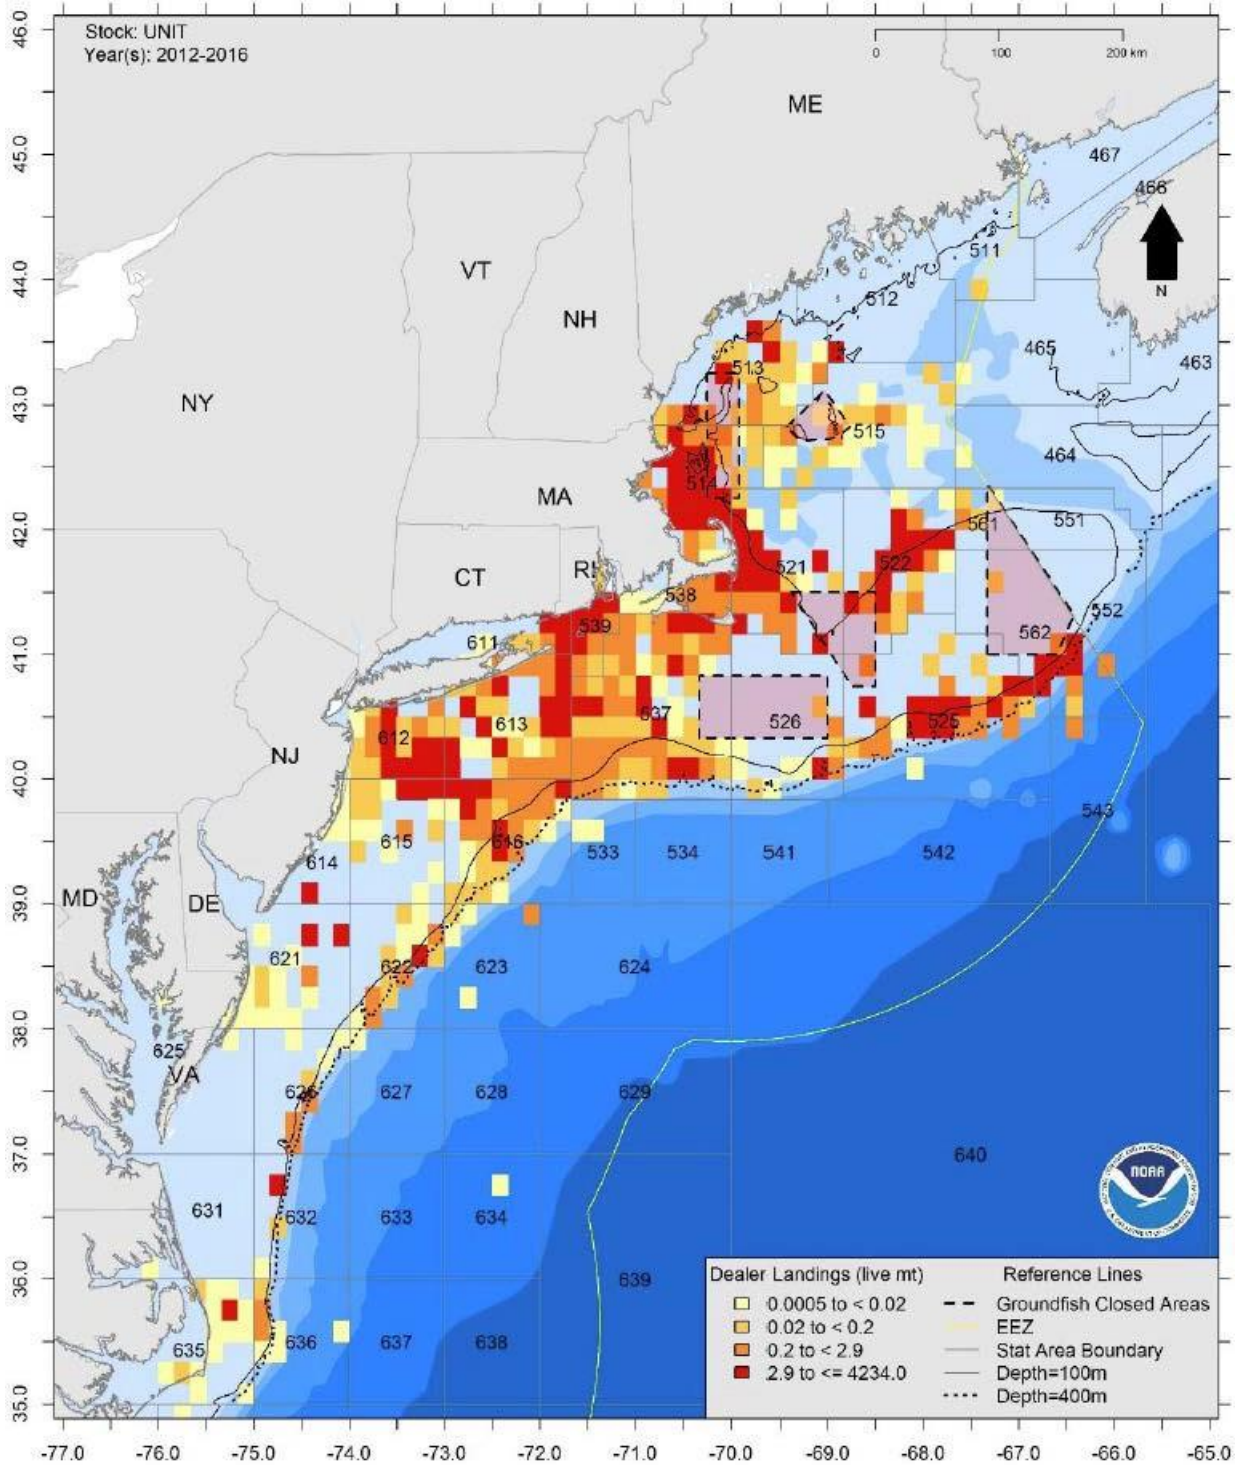 Stock: UNIT
Year(s): 2012-2016
0 100 200 km
46.0
45.0
44.0
43.0
42.0
41.0
40.0
39.0
38.0
37.0
36.0
35.0
ME
VT
NH
NY
MA
CT
RI
NJ
MD
DE
VA
N
467
466
511
512
465
463
513
515
464
514
551
561
521
522
538
552
539
562
611
537
526
525
613
612
543
615
616
533
534
541
542
614
621
622
623
624
625
626
627
628
629
640
631
632
633
634
639
635
636
637
638
NOAA
Dealer Landings (live mt)
0.0005 to < 0.02
0.02 to < 0.2
0.2 to < 2.9
2.9 to <= 4234.0
Reference Lines
Groundfish Closed Areas
EEZ
Stat Area Boundary
Depth=100m
Depth=400m
-77.0 -76.0 -75.0 -74.0 -73.0 -72.0 -71.0 -70.0 -69.0 -68.0 -67.0 -66.0 -65.0